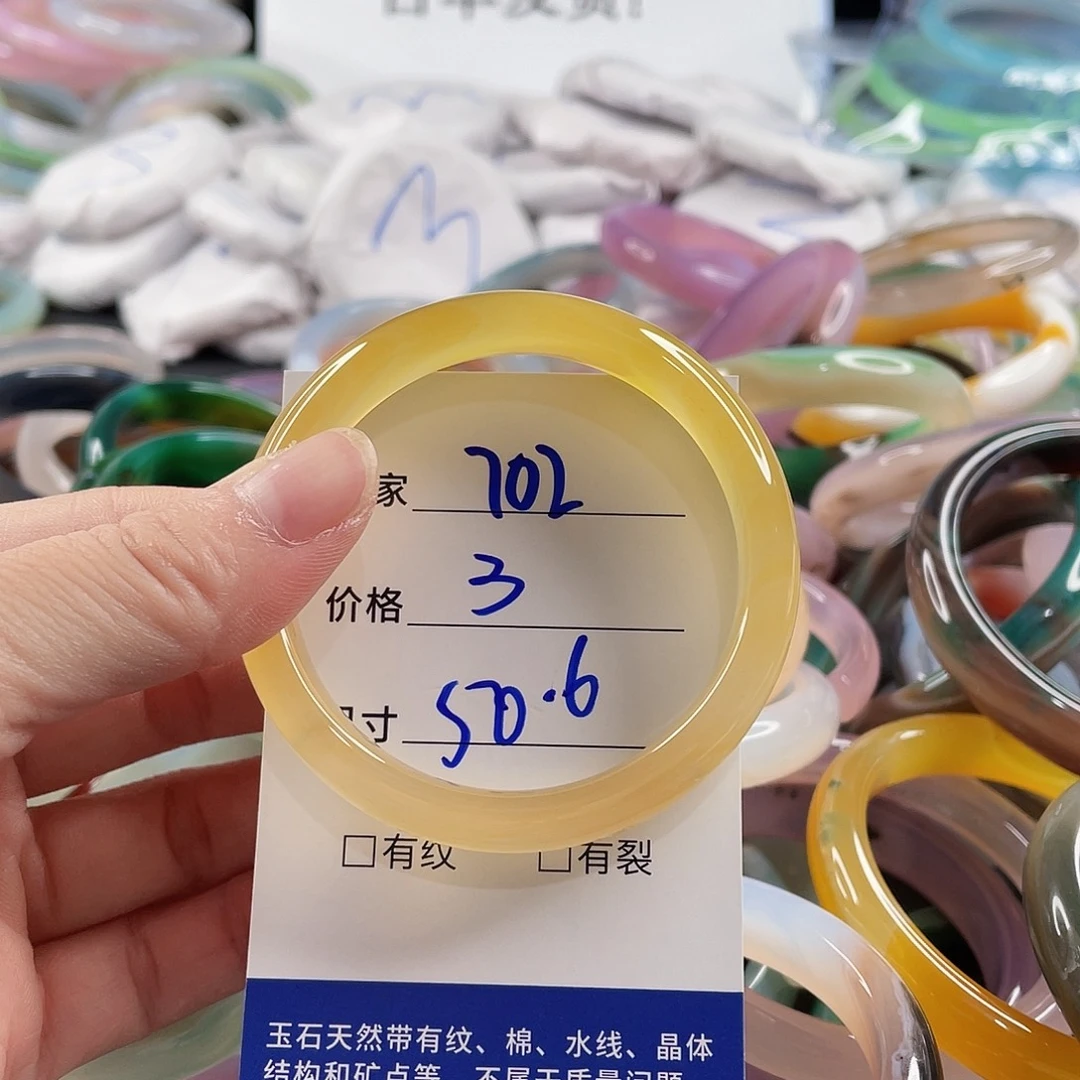 家 702
价格 3
寸 50.6
□有纹 □有裂
玉石天然带有纹、棉、水线、晶体
结构和矿点等，不属于质量问题